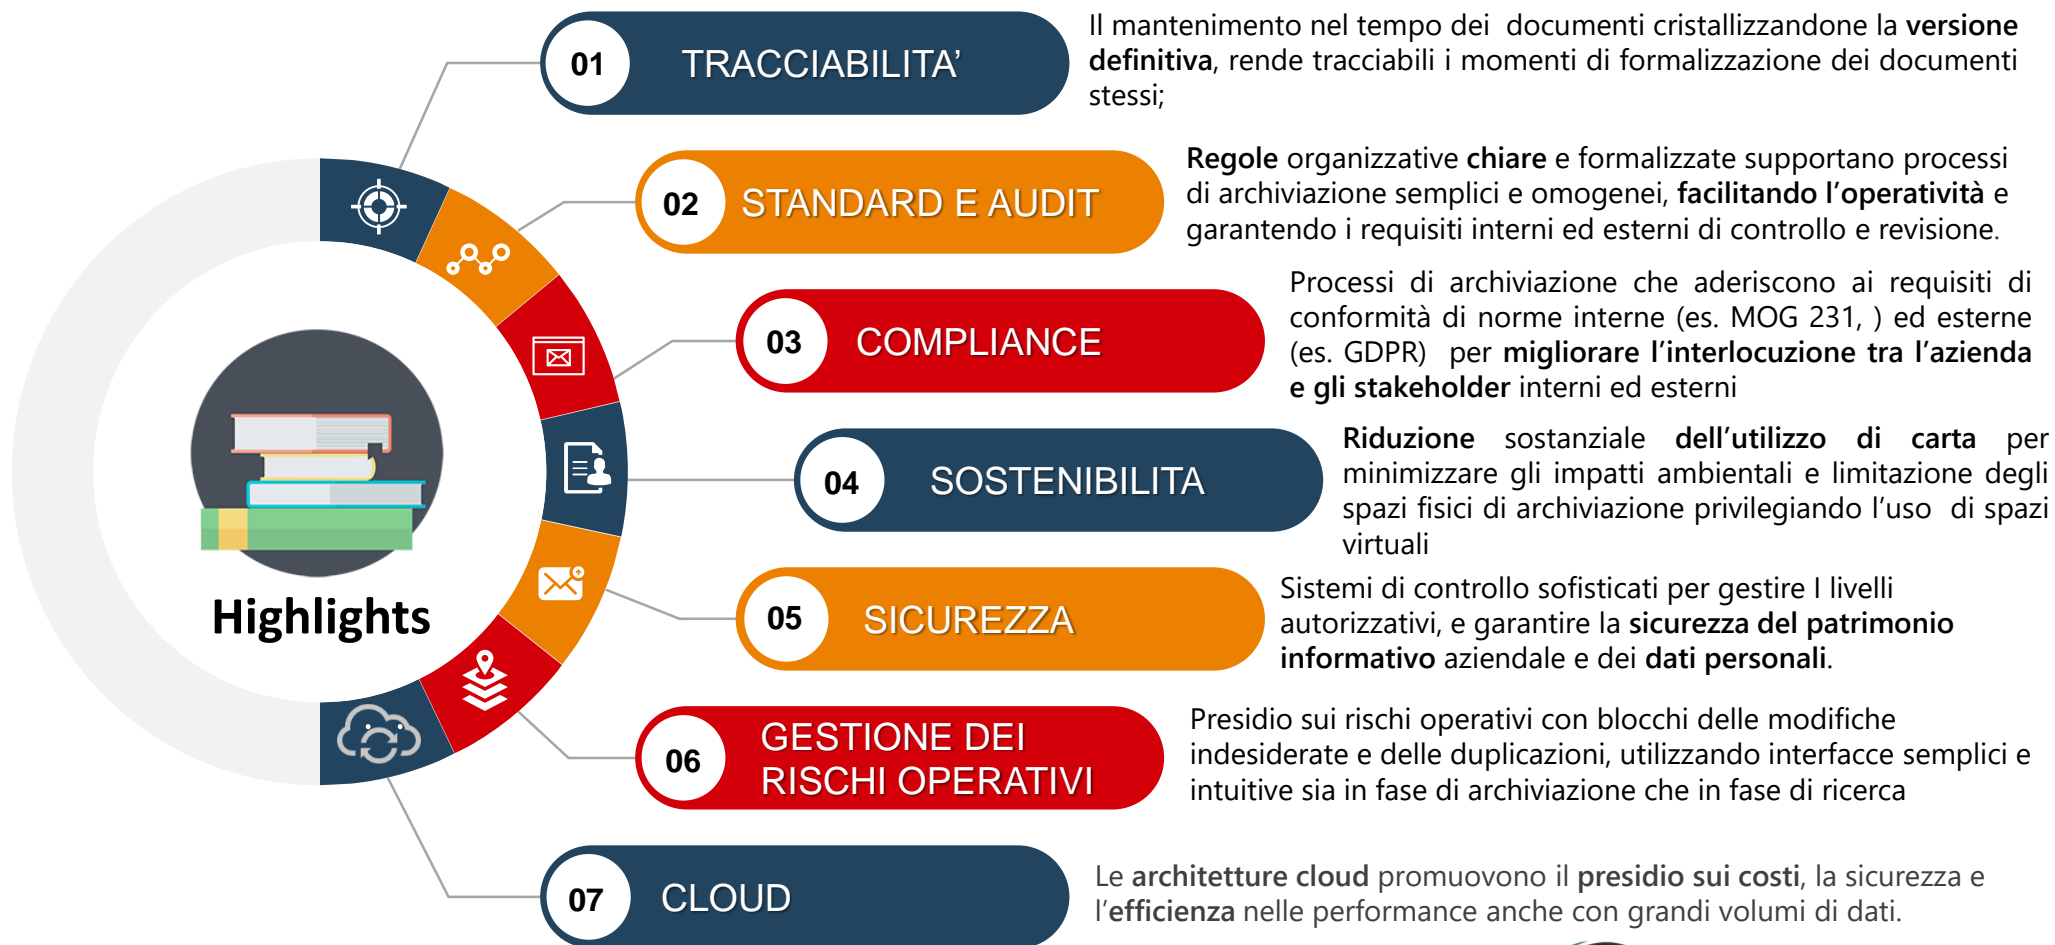 01
TRACCIABILITA’
Il mantenimento nel tempo dei documenti cristallizzandone la versione
definitiva, rende tracciabili i momenti di formalizzazione dei documenti
stessi;
02
STANDARD E AUDIT
Regole organizzative chiare e formalizzate supportano processi
di archiviazione semplici e omogenei, facilitando l’operatività e
garantendo i requisiti interni ed esterni di controllo e revisione.
03
COMPLIANCE
Processi di archiviazione che aderiscono ai requisiti di
conformità di norme interne (es. MOG 231, ) ed esterne
(es. GDPR) per migliorare l’interlocuzione tra l’azienda
e gli stakeholder interni ed esterni
04
SOSTENIBILITA
Riduzione sostanziale dell’utilizzo di carta per
minimizzare gli impatti ambientali e limitazione degli
spazi fisici di archiviazione privilegiando l’uso di spazi
virtuali
Highlights
05
SICUREZZA
Sistemi di controllo sofisticati per gestire I livelli
autorizzativi, e garantire la sicurezza del patrimonio
informativo aziendale e dei dati personali.
06
GESTIONE DEI
RISCHI OPERATIVI
Presidio sui rischi operativi con blocchi delle modifiche
indesiderate e delle duplicazioni, utilizzando interfacce semplici e
intuitive sia in fase di archiviazione che in fase di ricerca
07
CLOUD
Le architetture cloud promuovono il presidio sui costi, la sicurezza e
l’efficienza nelle performance anche con grandi volumi di dati.